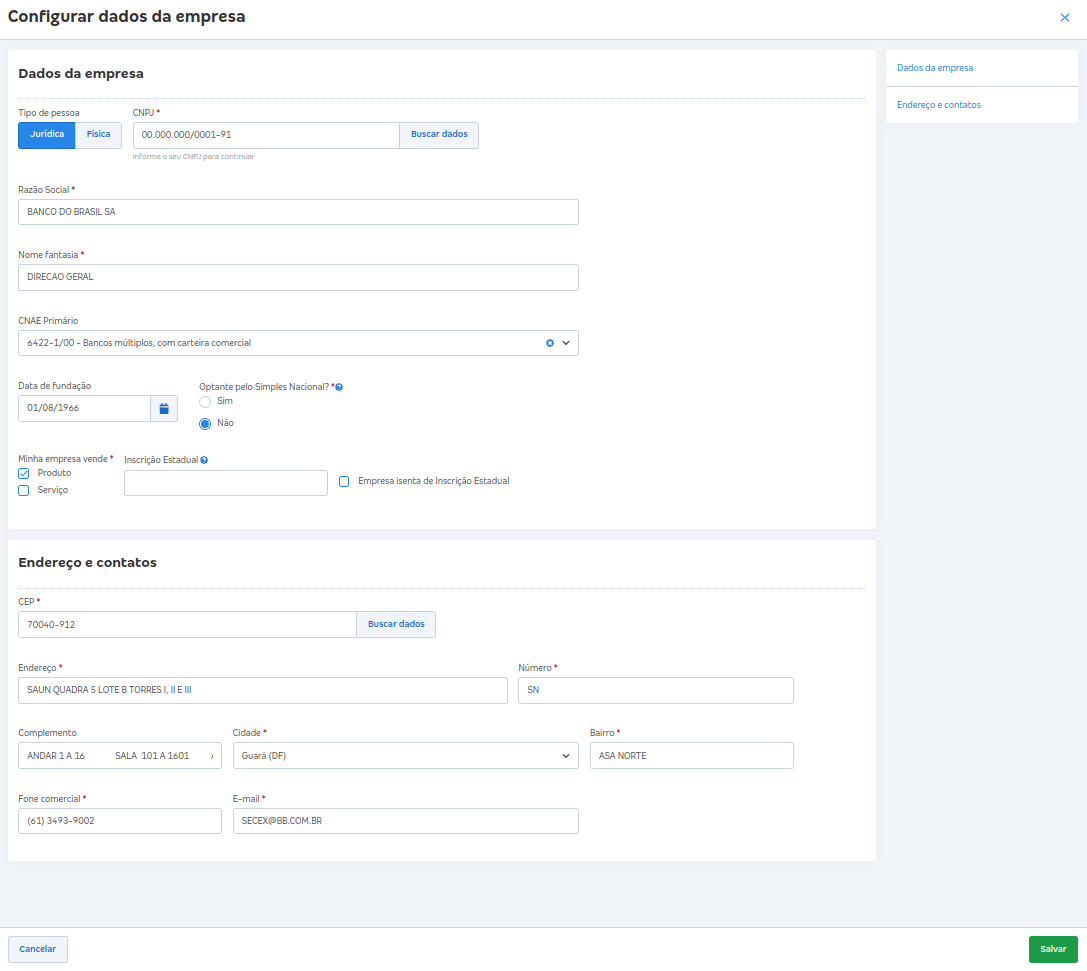 Configurar dados da empresa
Dados da empresa
Tipo de pessoa
CNPJ *
Jurídica
Física
00.000.000/0001-91
Buscar dados
Informe o seu CNPJ para continuar
Razão Social *
BANCO DO BRASIL SA
Nome fantasia *
DIRECAO GERAL
CNAE Primário
6422-1/00 - Bancos múltiplos, com carteira comercial
Data de fundação
01/08/1966
Optante pelo Simples Nacional? *
Sim
Não
Minha empresa vende *
Produto
Serviço
Inscrição Estadual
Empresa isenta de Inscrição Estadual
Dados da empresa
Endereço e contatos
Endereço e contatos
CEP *
70040-912
Buscar dados
Endereço *
SAUN QUADRA 5 LOTE B TORRES I, II E III
Número *
SN
Complemento
ANDAR 1 A 16 SALA 101 A 1601
Cidade *
Guará (DF)
Bairro *
ASA NORTE
Fone comercial *
(61) 3493-9002
E-mail *
SECEX@BB.COM.BR
Cancelar
Salvar